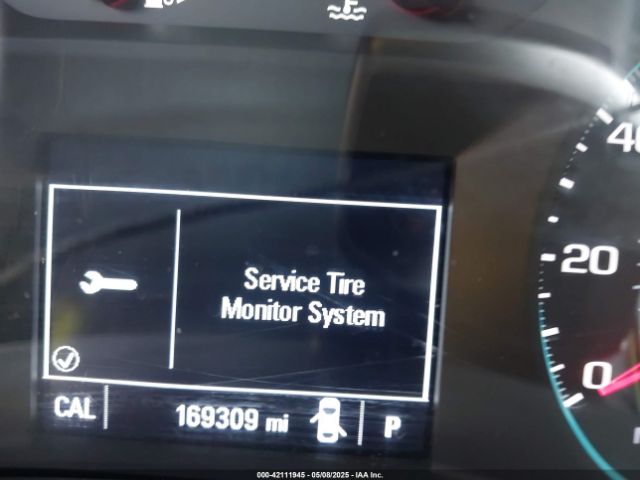 40
Service Tire
Monitor System
20
0
CAL
169309 mi
P
000-42111945 - 05/08/2025 - IAA Inc.